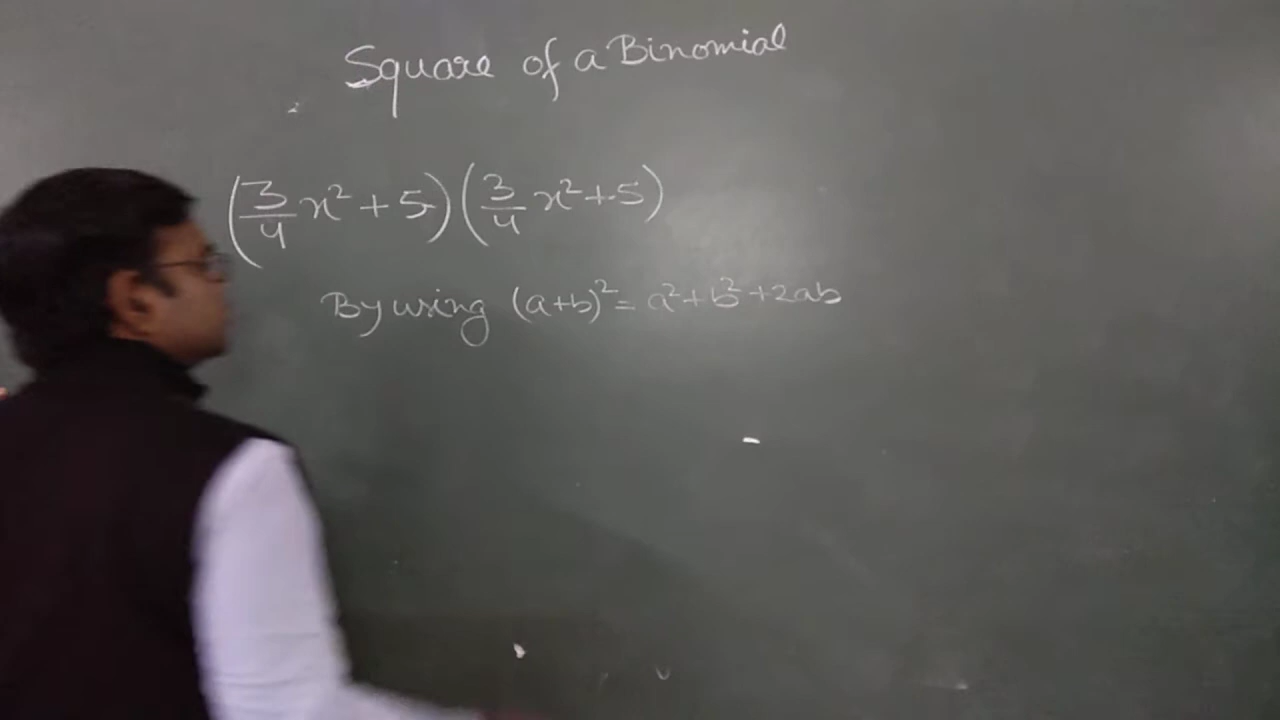 Square of a Binomial
(3/4 x² + 5)(3/4 x² + 5)
By using (a+b)² = a² + b² + 2ab